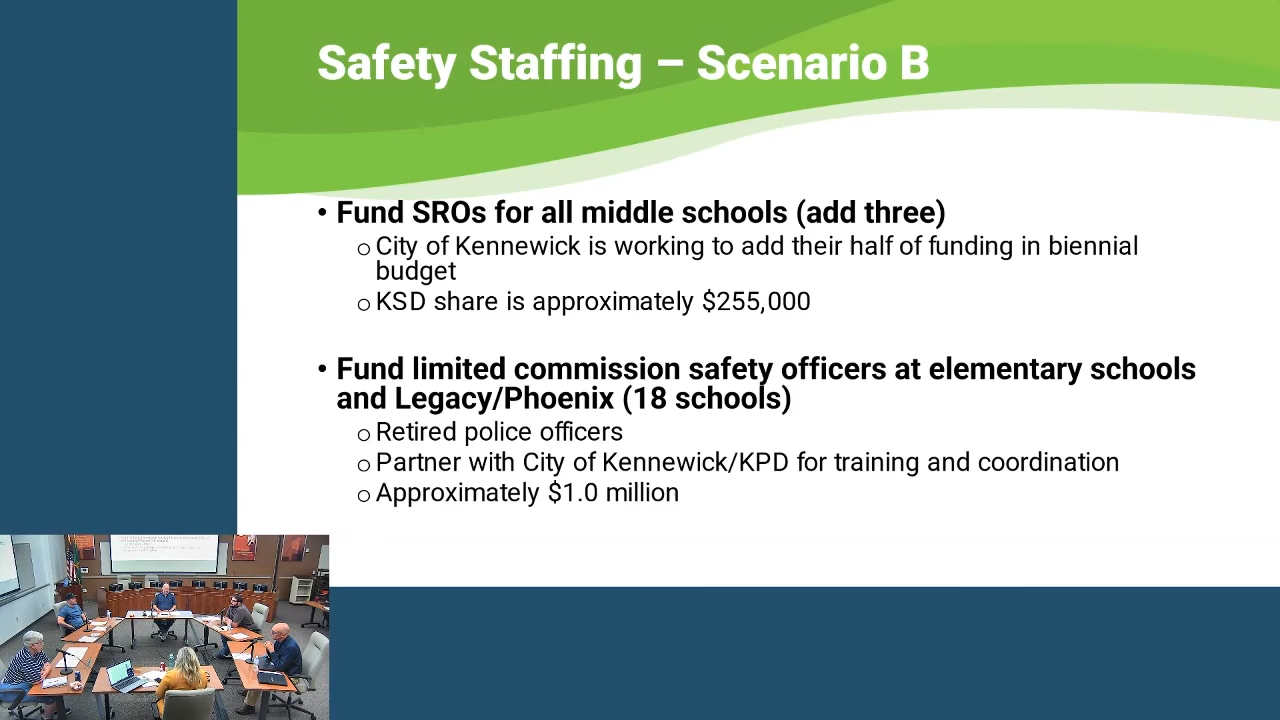 Safety Staffing – Scenario B
• Fund SROs for all middle schools (add three)
o City of Kennewick is working to add their half of funding in biennial
budget
o KSD share is approximately $255,000
• Fund limited commission safety officers at elementary schools
and Legacy/Phoenix (18 schools)
o Retired police officers
o Partner with City of Kennewick/KPD for training and coordination
o Approximately $1.0 million